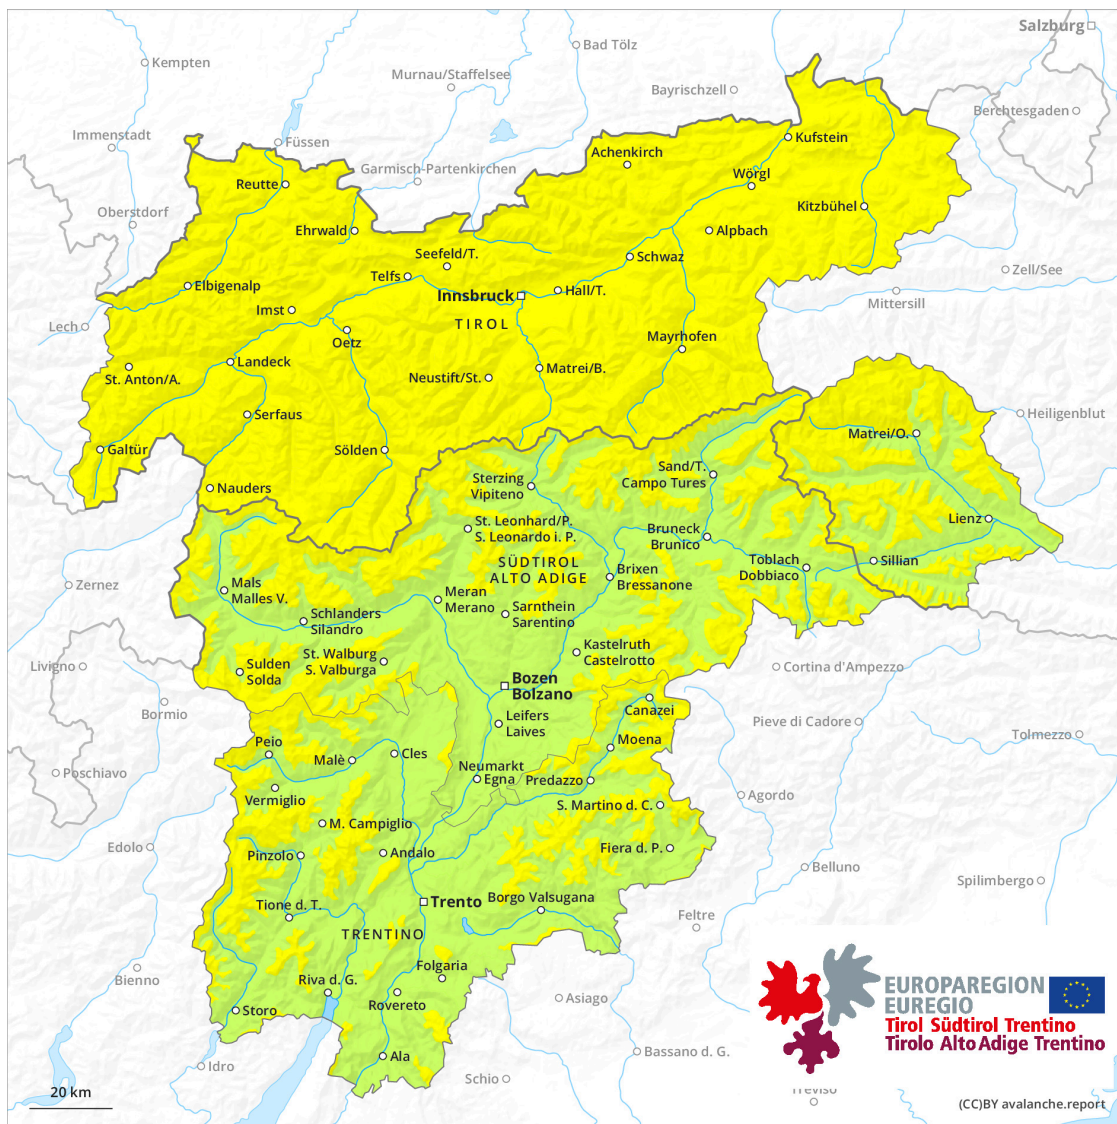 Salzburg
Bad Tölz
Kempten
Murnau/Staffelsee
Bayrischzell
Berchtesgaden
Immenstadt
Füssen
Kufstein
Achenkirch
Garmisch-Partenkirchen
Wörgl
Reutte
Oberstdorf
Kitzbühel
Ehrwald
Alpbach
Seefeld/T.
Schwaz
Telfs
Zell/See
Elbigenalp
Hall/T.
Innsbruck
Mittersill
Imst
TIROL
Lech
Oetz
Mayrhofen
Landeck
Matrei/B.
St. Anton/A.
Neustift/St.
Serfaus
Heiligenblut
Matrei/O.
Galtür
Sölden
Sand/T.
Campo Tures
Sterzing
Vipiteno
Nauders
Lienz
St. Leonhard/P.
S. Leonardo i. P.
Bruneck
Brunico
SÜDTIROL
ALTO ADIGE
Toblach
Dobbiaco
Sillian
Brixen
Bressanone
Zernez
Mals
Malles V.
Meran
Merano
Sarnthein
Sarentino
Schlanders
Silandro
Kastelruth
Castelrotto
St. Walburg
S. Valburga
Livigno
Sulden
Solda
Cortina d'Ampezzo
Bozen
Bolzano
Canazei
Bormio
Leifers
Laives
Pieve di Cadore
Tolmezzo
Peio
Moena
Cles
Malè
Poschiavo
Neumarkt
Egna
Predazzo
Vermiglio
Agordo
S. Martino d. C.
M. Campiglio
Edolo
Pinzolo
Andalo
Fiera d. P.
Belluno
Spilimbergo
Borgo Valsugana
Trento
Tione d. T.
Feltre
TRENTINO
Folgaria
Bienno
Riva d. G.
EUROPAREGION
EUREGIO
Tirol Südtirol Trentino
Tirolo Alto Adige Trentino
Asiago
Rovereto
Storo
Bassano d. G.
Ala
Idro
Schio
Treviso
20 km
(CC)BY avalanche.report